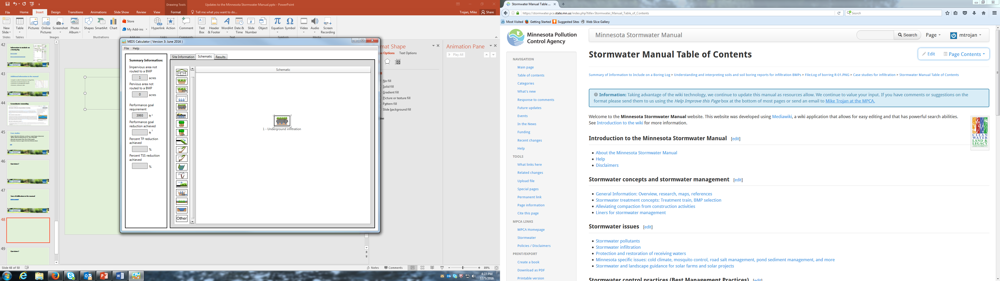 Drawing Tools
Updates to the Minnesota Stormwater Manual.pptx - PowerPoint
File Home Insert Design Transitions Animations Slide Show Review View Format Tell me what you want to do... Trojan, Mike Share
New Slide Table Pictures Online Pictures Screenshot Photo Album Shapes SmartArt Chart Store My Add-ins Hyperlink Action Comment Text Box Header & Footer WordArt Date & Time Slide Number Object Equation Symbol Video Audio Screen Recording
Slides Tables Images Illustrations Add-ins Links Comments Text Symbols Media
42
Information to include on
a boring log
43
Additional information in the manual
44
Groundwater mounding
45
Case studies
46
Questions?
47
Tour of infiltration in the manual
48
49
Questions?
MIDS Calculator ( Version 3: June 2016 )
File Help
Summary Information:
Impervious area not
routed to a BMP
1 acres
Pervious area not
routed to a BMP
0 acres
Performance goal
requirement
3993 ft 3
Performance goal
reduction achieved
ft 3
Percent TP reduction
achieved
%
Percent TSS reduction
achieved
%
Site Information Schematic Results
Schematic
1 - Underground infiltration
Other
mat Shape
Options Text Options
No fill
Solid fill
Gradient fill
Picture or texture fill
Pattern fill
Slide background fill
ne
Animation Pane
Play All
Slide 48 of 50
Notes Comments 89%
4:27 PM
12/5/2016
Stormwater Manual Table ...
https://stormwater.pca.state.mn.us/index.php?title=Stormwater_Manual_Table_of_Contents
Search
Most Visited Getting Started Suggested Sites Web Slice Gallery
Minnesota Pollution
Control Agency
Minnesota Stormwater Manual
Search Page mtrojan
NAVIGATION
Main page
Table of contents
Categories
What's new
Response to comments
Future updates
Events
In the News
Funding
Recent changes
Help
TOOLS
What links here
Related changes
Upload file
Special pages
Permanent link
Page information
Cite this page
MPCA LINKS
MPCA Homepage
Stormwater
Policies / Disclaimers
PRINT/EXPORT
Create a book
Download as PDF
Printable version
Stormwater Manual Table of Contents
Edit Page Contents
Summary of Information to Include on a Boring Log > Understanding and interpreting soils and soil boring reports for infiltration BMPs > File:Log of borring R-01.PNG > Case studies for infiltration > Stormwater Manual Table of Contents
Information: Taking advantage of the wiki technology, we continue to update this manual as resources allow. We continue to value your input. If you have comments or suggestions on the
format please send them to us using the Help Improve this Page box at the bottom of most pages or send an email to Mike Trojan at the MPCA.
Welcome to the Minnesota Stormwater Manual website. This website was developed using Mediawiki, a wiki application that allows for easy editing and that has powerful search abilities.
See Introduction to the wiki for more information.
CLEAN
WATER
LAND &
LEGACY
AMENDMENT
Introduction to the Minnesota Stormwater Manual [edit]
About the Minnesota Stormwater Manual
Help
Disclaimers
Stormwater concepts and stormwater management [edit]
General Information: Overview, research, maps, references
Stormwater treatment concepts: Treatment train, BMP selection
Alleviating compaction from construction activities
Liners for stormwater management
Stormwater issues [edit]
Stormwater pollutants
Stormwater infiltration
Protection and restoration of receiving waters
Minnesota specific issues: cold climate, mosquito control, road salt management, pond sediment management, and more
Stormwater and landscape guidance for solar farms and solar projects
Stormwater control practices (Best Management Practices) [edit]